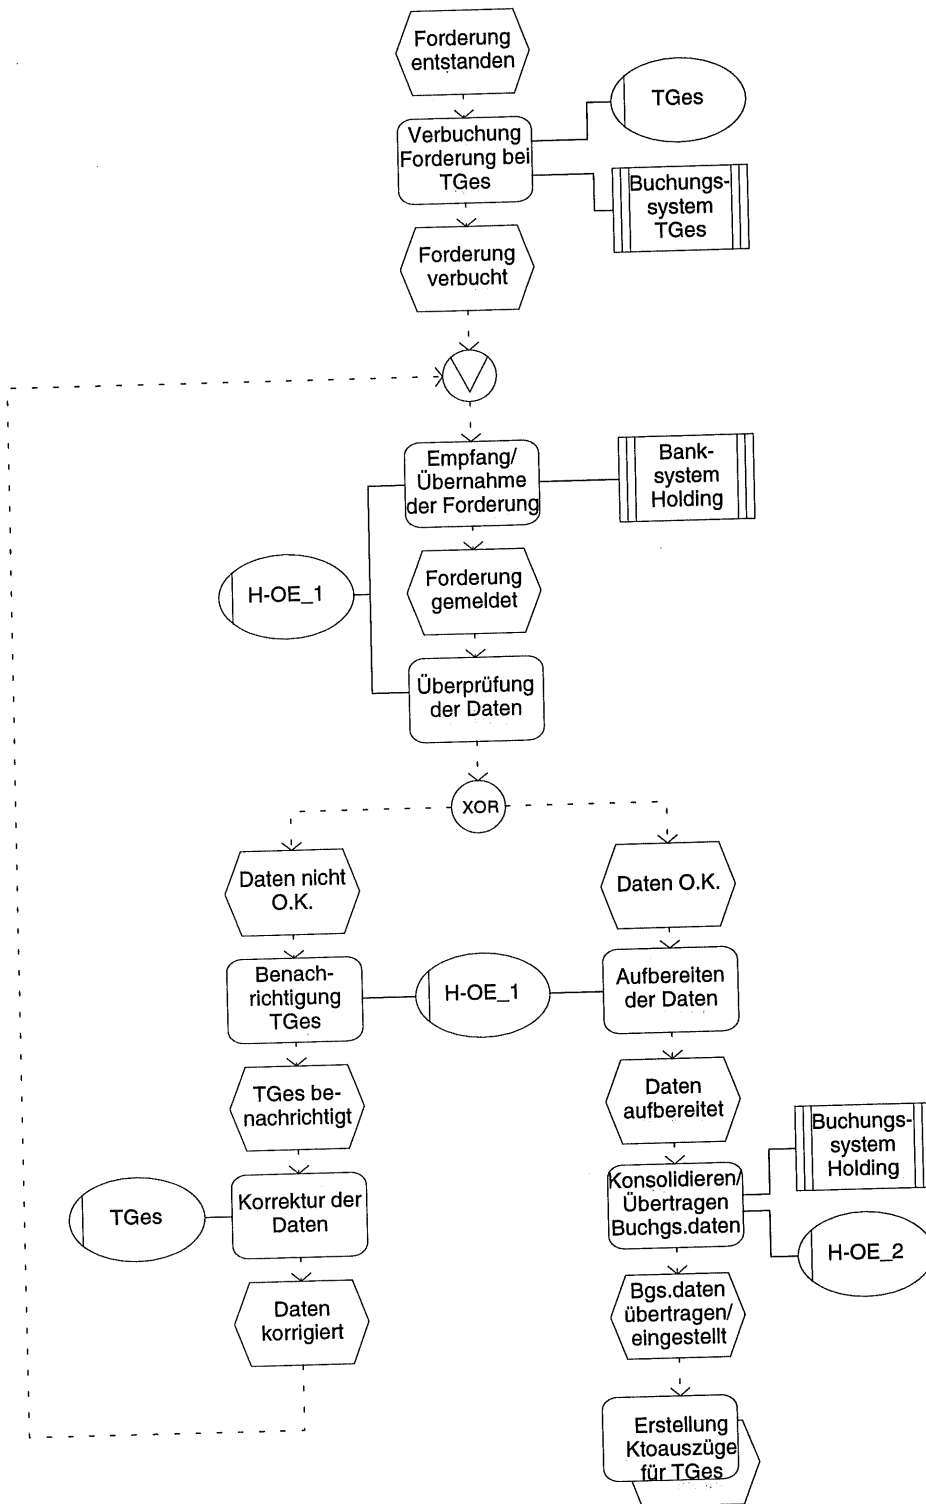 Forderung
entstanden
TGes
Verbuchung
Forderung bei
TGes
Buchungs-
system
TGes
Forderung
verbucht
V
Empfang/
Übernahme
der Forderung
Bank-
system
Holding
H-OE_1
Forderung
gemeldet
Überprüfung
der Daten
XOR
Daten nicht
O.K.
Daten O.K.
Benach-
richtigung
TGes
H-OE_1
Aufbereiten
der Daten
TGes be-
nachrichtigt
Daten
aufbereitet
Buchungs-
system
Holding
TGes
Korrektur der
Daten
Konsolidieren/
Übertragen
Buchgs.daten
H-OE_2
Daten
korrigiert
Bgs.daten
übertragen/
eingestellt
Erstellung
Ktoauszüge
für TGes